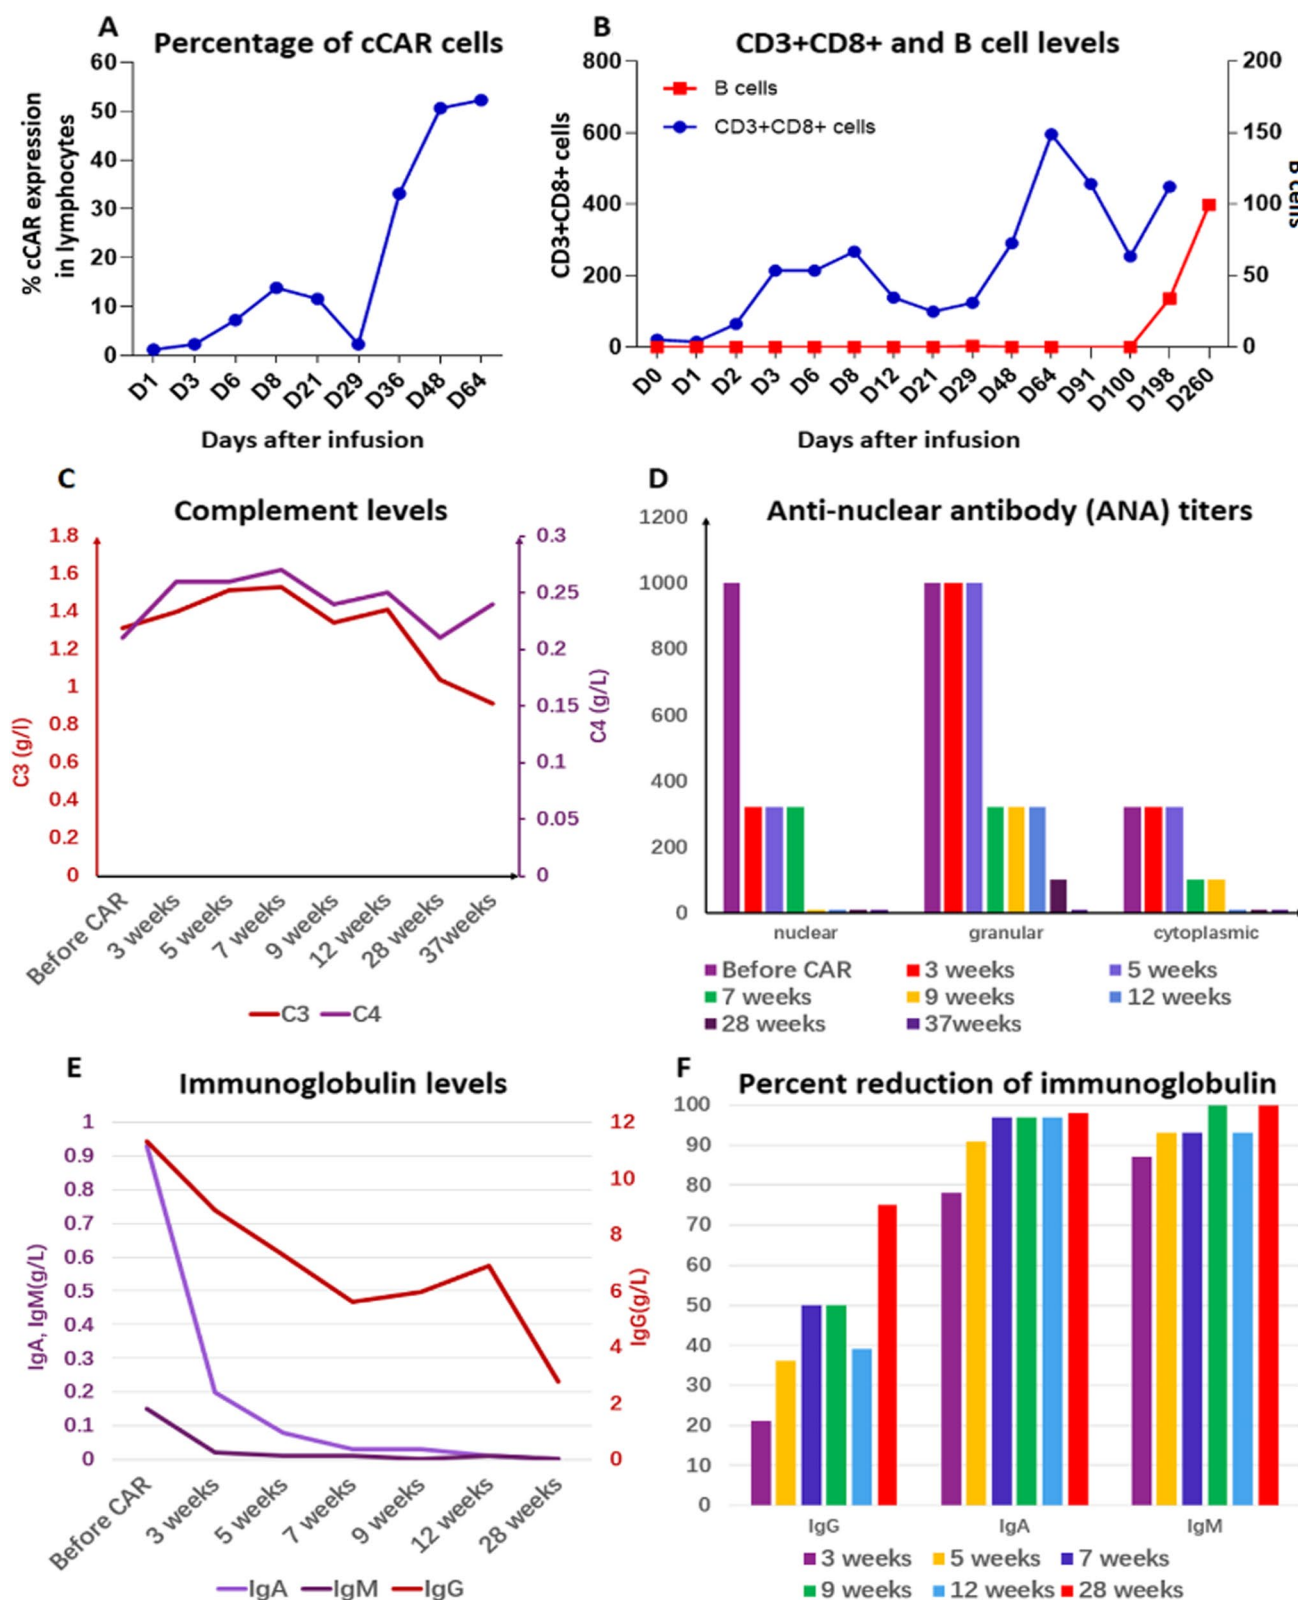 A
Percentage of cCAR cells
% cCAR expression
in lymphocytes
60
50
40
30
20
10
0
D1
D3
D6
D8
D21
D29
D36
D48
D64
Days after infusion
B
CD3+CD8+ and B cell levels
CD3+CD8+ cells
800
600
400
200
0
B cells
CD3+CD8+ cells
200
150
100
50
0
B cells
D0
D1
D2
D3
D6
D8
D12
D21
D29
D48
D64
D91
D100
D198
D260
Days after infusion
C
Complement levels
C3 (g/l)
1.8
1.6
1.4
1.2
1
0.8
0.6
0.4
0.2
0
0.3
0.25
0.2
0.15
0.1
0.05
0
C4 (g/L)
Before CAR
3 weeks
5 weeks
7 weeks
9 weeks
12 weeks
28 weeks
37weeks
C3 C4
D
Anti-nuclear antibody (ANA) titers
1200
1000
800
600
400
200
0
nuclear granular cytoplasmic
Before CAR 3 weeks 5 weeks
7 weeks 9 weeks 12 weeks
28 weeks 37weeks
E
Immunoglobulin levels
IgA, IgM(g/L)
1
0.9
0.8
0.7
0.6
0.5
0.4
0.3
0.2
0.1
0
12
10
8
6
4
2
0
IgG(g/L)
Before CAR
3 weeks
5 weeks
7 weeks
9 weeks
12 weeks
28 weeks
IgA IgM IgG
F
Percent reduction of immunoglobulin
100
90
80
70
60
50
40
30
20
10
0
IgG IgA IgM
3 weeks 5 weeks 7 weeks
9 weeks 12 weeks 28 weeks